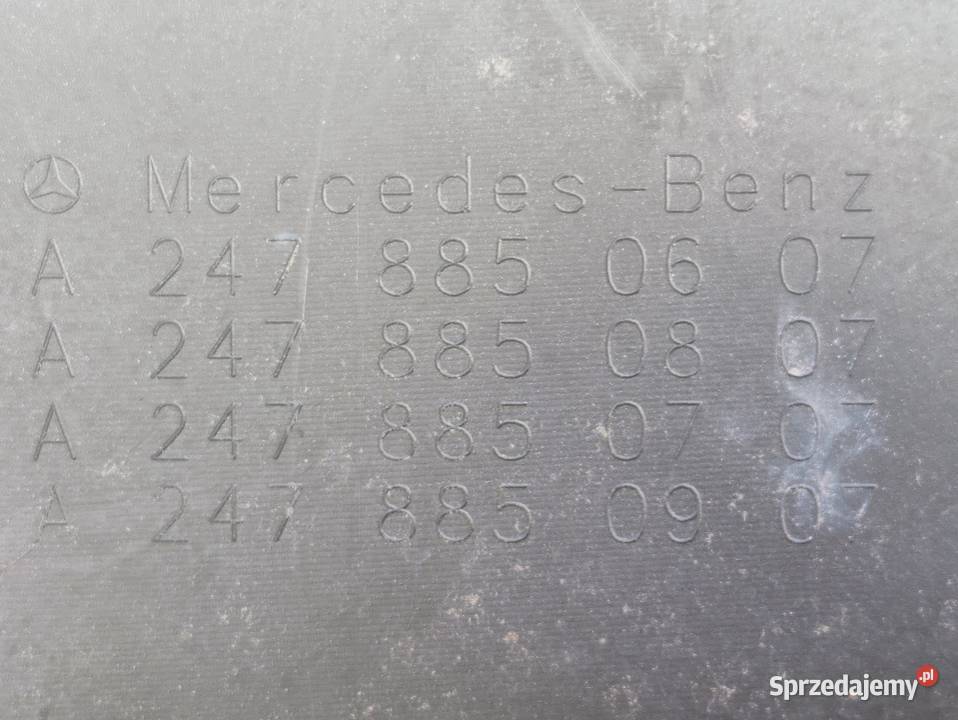 Mercedes-Benz
A 247 885 06 07
A 247 885 08 07
A 247 885 07 07
A 247 885 09 07
Sprzedajemy.pl